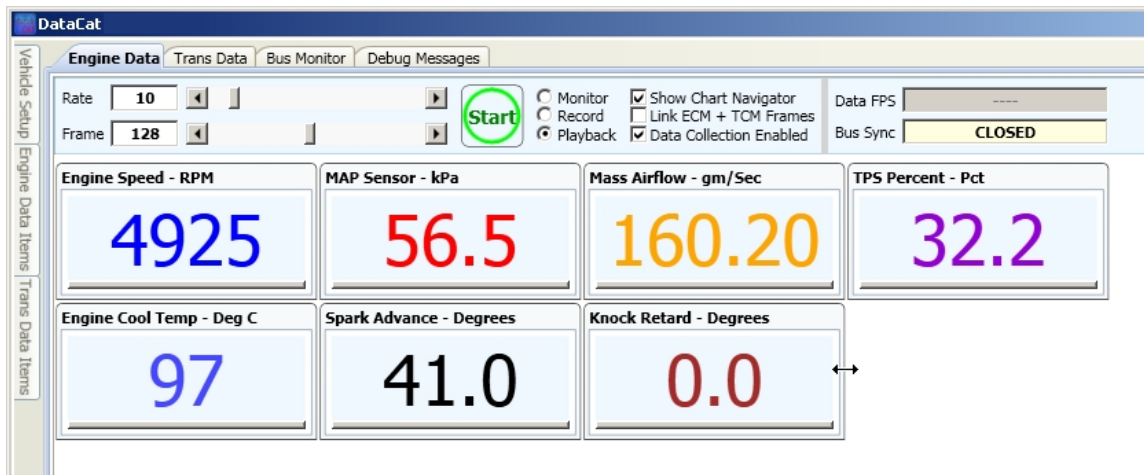 DataCat
Engine Data Trans Data Bus Monitor Debug Messages
Vehicle Setup
Engine Data Items
Trans Data Items
Rate 10
Frame 128
Start
Monitor
Record
Playback
Show Chart Navigator
Link ECM + TCM Frames
Data Collection Enabled
Data FPS ----
Bus Sync CLOSED
Engine Speed - RPM
4925
MAP Sensor - kPa
56.5
Mass Airflow - gm/Sec
160.20
TPS Percent - Pct
32.2
Engine Cool Temp - Deg C
97
Spark Advance - Degrees
41.0
Knock Retard - Degrees
0.0